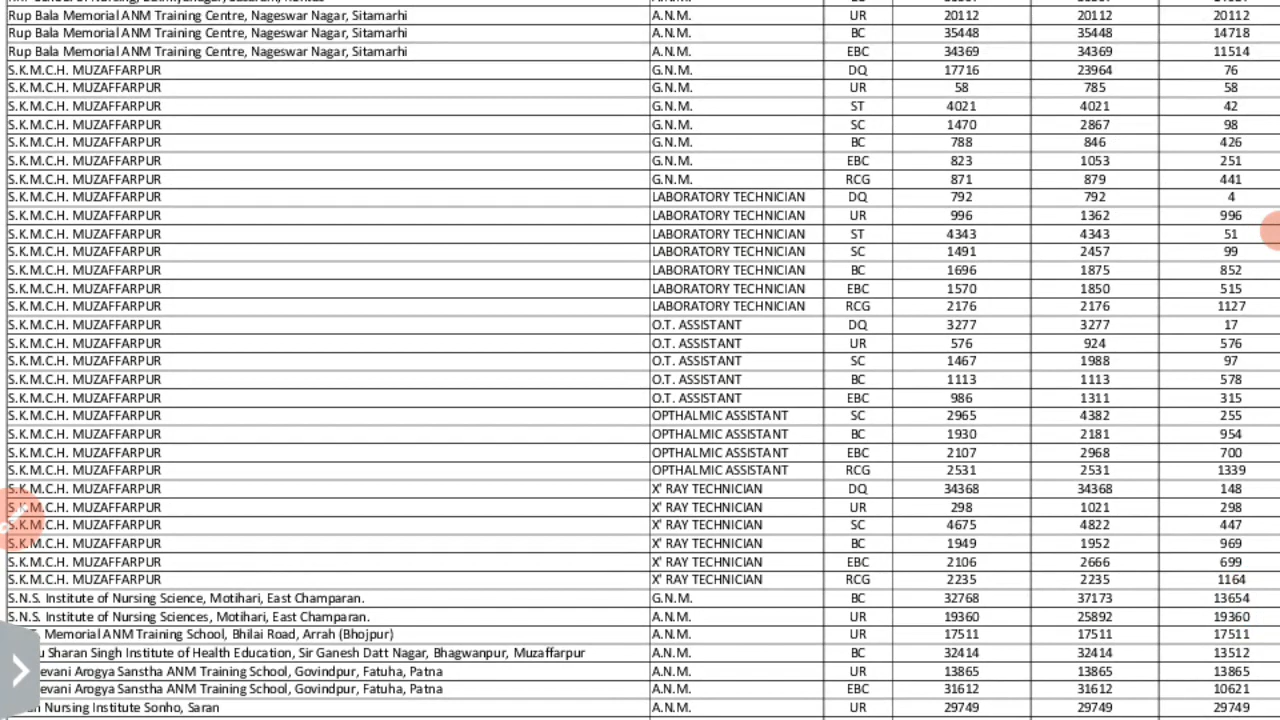 Rup Bala Memorial ANM Training Centre, Nageswar Nagar, Sitamarhi A.N.M. UR 20112 20112 20112
Rup Bala Memorial ANM Training Centre, Nageswar Nagar, Sitamarhi A.N.M. BC 35448 35448 14718
Rup Bala Memorial ANM Training Centre, Nageswar Nagar, Sitamarhi A.N.M. EBC 34369 34369 11514
S.K.M.C.H. MUZAFFARPUR G.N.M. DQ 17716 23964 76
S.K.M.C.H. MUZAFFARPUR G.N.M. UR 58 785 58
S.K.M.C.H. MUZAFFARPUR G.N.M. ST 4021 4021 42
S.K.M.C.H. MUZAFFARPUR G.N.M. SC 1470 2867 98
S.K.M.C.H. MUZAFFARPUR G.N.M. BC 788 846 426
S.K.M.C.H. MUZAFFARPUR G.N.M. EBC 823 1053 251
S.K.M.C.H. MUZAFFARPUR G.N.M. RCG 871 879 441
S.K.M.C.H. MUZAFFARPUR LABORATORY TECHNICIAN DQ 792 792 4
S.K.M.C.H. MUZAFFARPUR LABORATORY TECHNICIAN UR 996 1362 996
S.K.M.C.H. MUZAFFARPUR LABORATORY TECHNICIAN ST 4343 4343 51
S.K.M.C.H. MUZAFFARPUR LABORATORY TECHNICIAN SC 1491 2457 99
S.K.M.C.H. MUZAFFARPUR LABORATORY TECHNICIAN BC 1696 1875 852
S.K.M.C.H. MUZAFFARPUR LABORATORY TECHNICIAN EBC 1570 1850 515
S.K.M.C.H. MUZAFFARPUR LABORATORY TECHNICIAN RCG 2176 2176 1127
S.K.M.C.H. MUZAFFARPUR O.T. ASSISTANT DQ 3277 3277 17
S.K.M.C.H. MUZAFFARPUR O.T. ASSISTANT UR 576 924 576
S.K.M.C.H. MUZAFFARPUR O.T. ASSISTANT SC 1467 1988 97
S.K.M.C.H. MUZAFFARPUR O.T. ASSISTANT BC 1113 1113 578
S.K.M.C.H. MUZAFFARPUR O.T. ASSISTANT EBC 986 1311 315
S.K.M.C.H. MUZAFFARPUR OPTHALMIC ASSISTANT SC 2965 4382 255
S.K.M.C.H. MUZAFFARPUR OPTHALMIC ASSISTANT BC 1930 2181 954
S.K.M.C.H. MUZAFFARPUR OPTHALMIC ASSISTANT EBC 2107 2968 700
S.K.M.C.H. MUZAFFARPUR OPTHALMIC ASSISTANT RCG 2531 2531 1339
S.K.M.C.H. MUZAFFARPUR X' RAY TECHNICIAN DQ 34368 34368 148
S.K.M.C.H. MUZAFFARPUR X' RAY TECHNICIAN UR 298 1021 298
S.K.M.C.H. MUZAFFARPUR X' RAY TECHNICIAN SC 4675 4822 447
S.K.M.C.H. MUZAFFARPUR X' RAY TECHNICIAN BC 1949 1952 969
S.K.M.C.H. MUZAFFARPUR X' RAY TECHNICIAN EBC 2106 2666 699
S.K.M.C.H. MUZAFFARPUR X' RAY TECHNICIAN RCG 2235 2235 1164
S.N.S. Institute of Nursing Science, Motihari, East Champaran. G.N.M. BC 32768 37173 13654
S.N.S. Institute of Nursing Sciences, Motihari, East Champaran. A.N.M. UR 19360 25892 19360
Memorial ANM Training School, Bhilai Road, Arrah (Bhojpur) A.N.M. UR 17511 17511 17511
Sharan Singh Institute of Health Education, Sir Ganesh Datt Nagar, Bhagwanpur, Muzaffarpur A.N.M. BC 32414 32414 13512
Arogya Sanstha ANM Training School, Govindpur, Fatuha, Patna A.N.M. UR 13865 13865 13865
Arogya Sanstha ANM Training School, Govindpur, Fatuha, Patna A.N.M. EBC 31612 31612 10621
Nursing Institute Sonho, Saran A.N.M. UR 29749 29749 29749